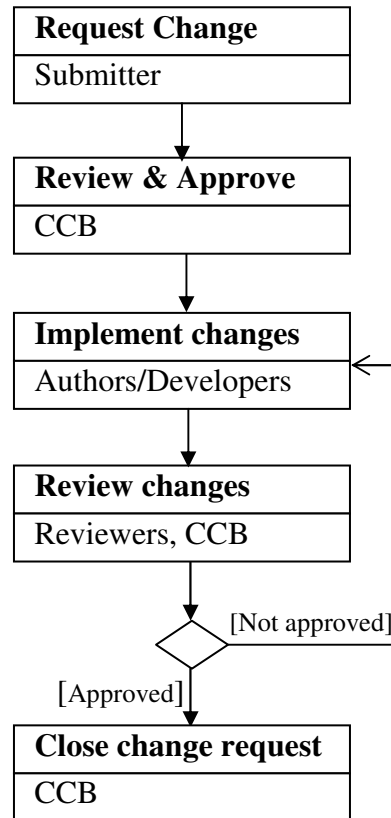 Request Change
Submitter
Review & Approve
CCB
Implement changes
Authors/Developers
Review changes
Reviewers, CCB
[Not approved]
[Approved]
Close change request
CCB